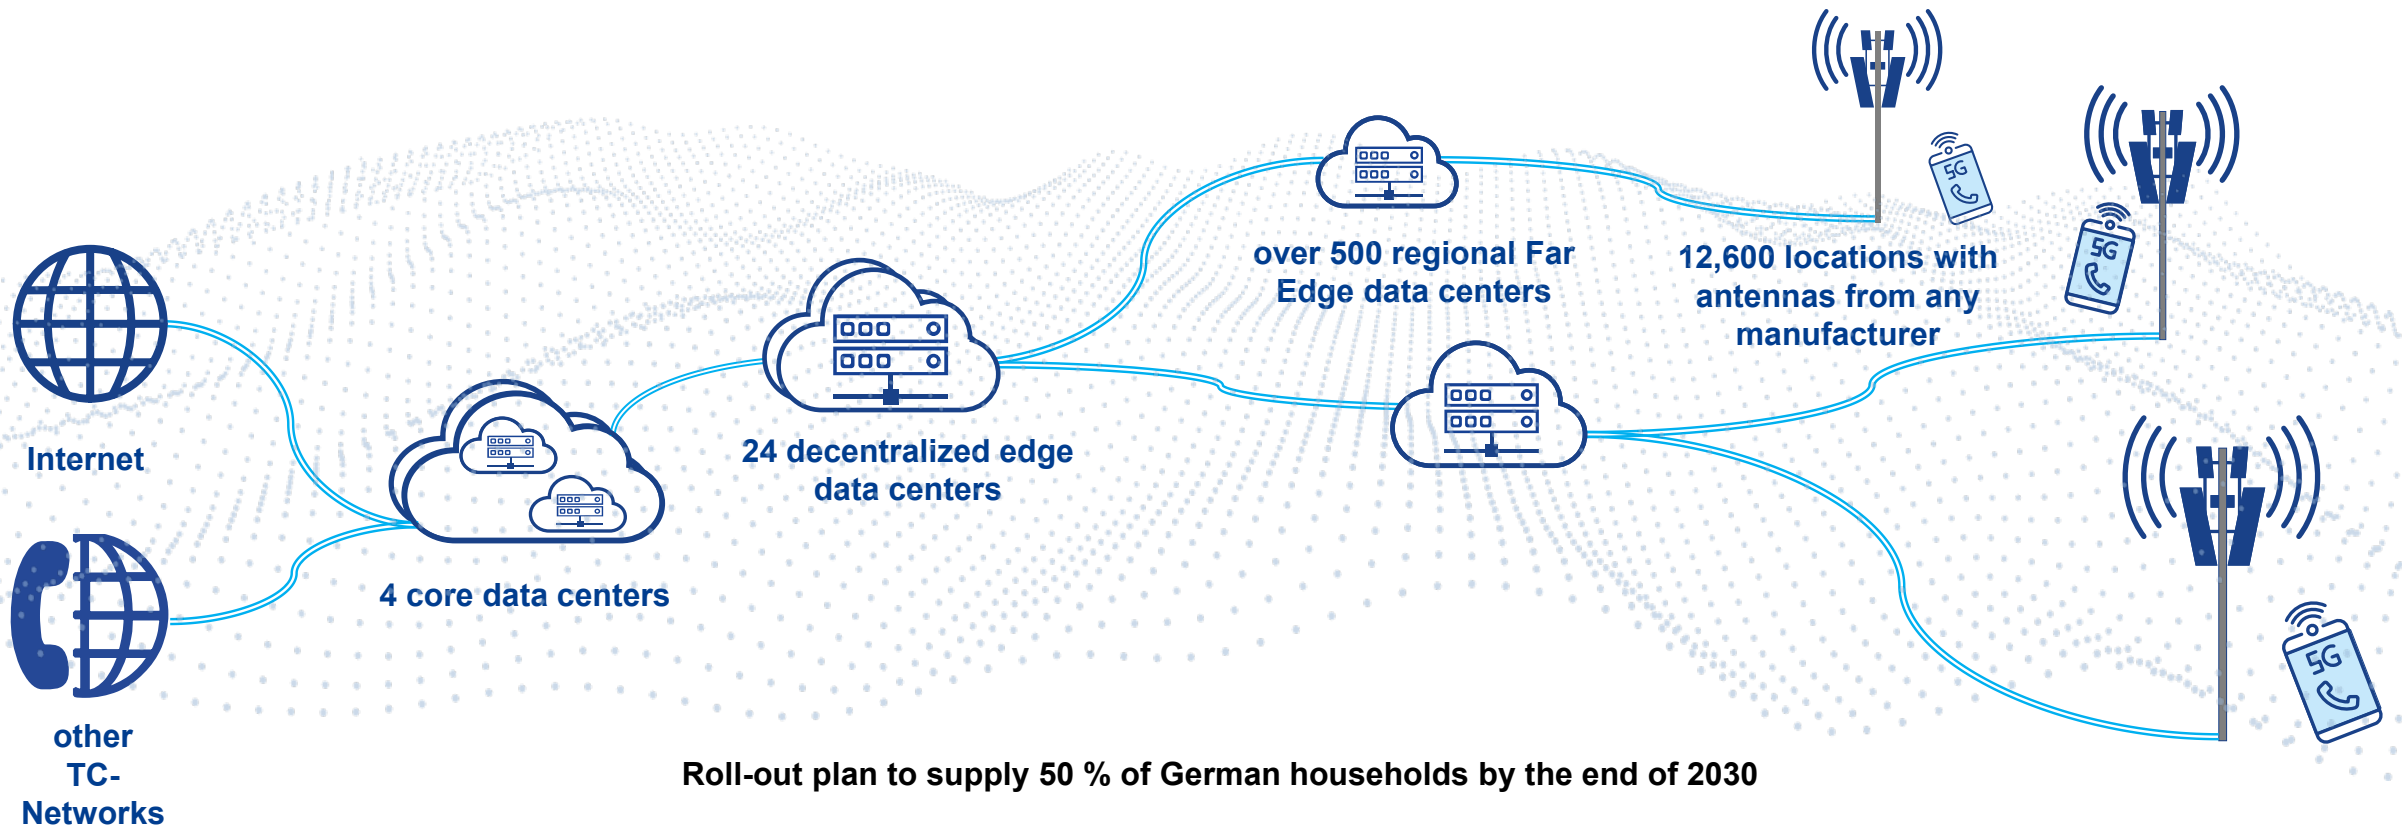 Internet
other
TC-
Networks
4 core data centers
24 decentralized edge
data centers
over 500 regional Far
Edge data centers
12,600 locations with
antennas from any
manufacturer
5G
5G
5G
Roll-out plan to supply 50 % of German households by the end of 2030